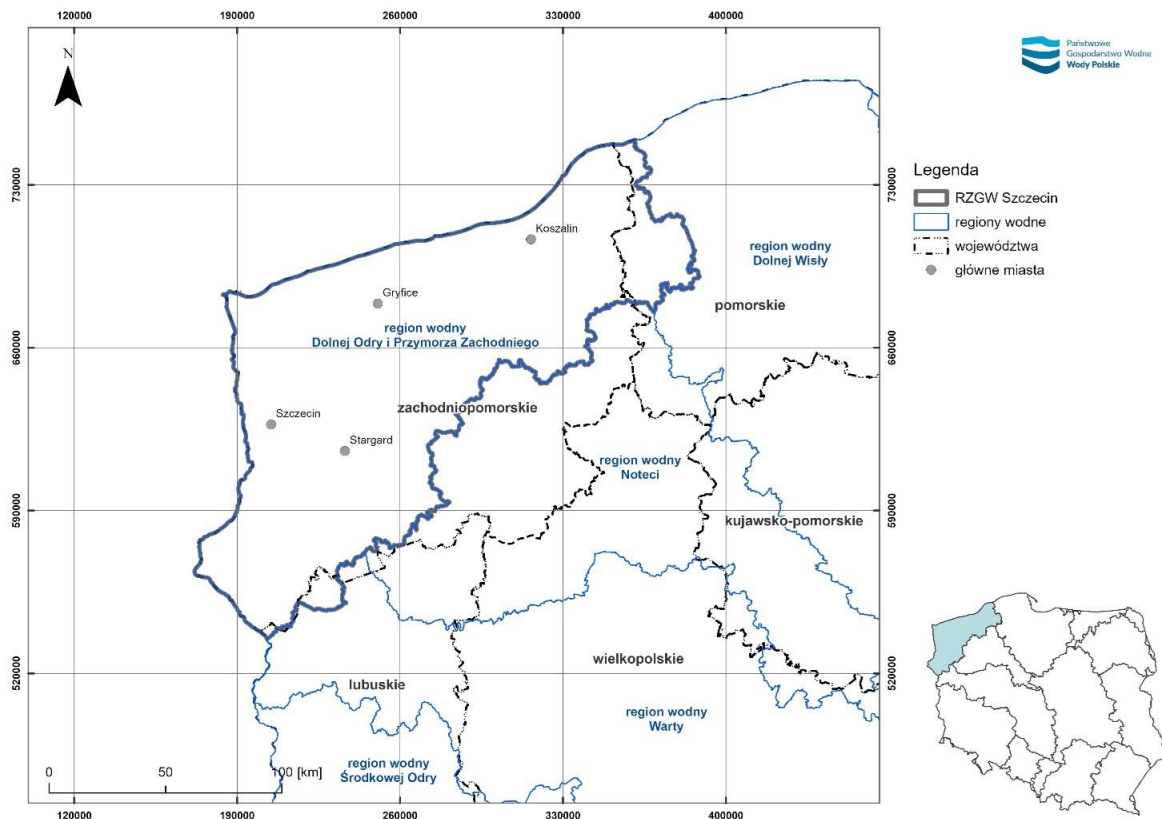 120000 190000 260000 330000 400000
N
Państwowe
Gospodarstwo Wodne
Wody Polskie
730000 730000
Legenda
RZGW Szczecin
regiony wodne
województwa
główne miasta
Koszalin
region wodny
Dolnej Wisły
pomorskie
Gryfice
region wodny
Dolnej Odry i Przymorza Zachodniego
660000 660000
zachodniopomorskie
Szczecin
Stargard
region wodny
Noteci
590000 590000
kujawsko-pomorskie
wielkopolskie
520000 520000
lubuskie
region wodny
Warty
region wodny
Środkowej Odry
0 50 100 [km]
120000 190000 260000 330000 400000